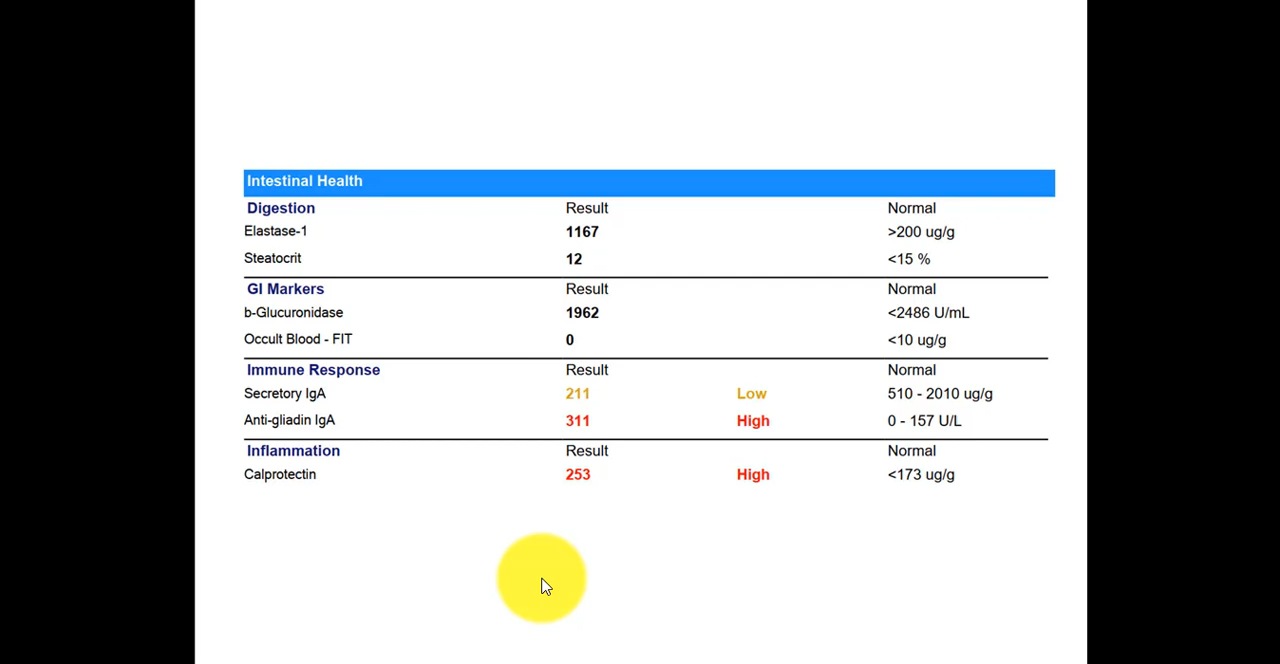 Intestinal Health
Digestion Result Normal
Elastase-1 1167 >200 ug/g
Steatocrit 12 <15 %
GI Markers Result Normal
b-Glucuronidase 1962 <2486 U/mL
Occult Blood - FIT 0 <10 ug/g
Immune Response Result Normal
Secretory IgA 211 Low 510 - 2010 ug/g
Anti-gliadin IgA 311 High 0 - 157 U/L
Inflammation Result Normal
Calprotectin 253 High <173 ug/g